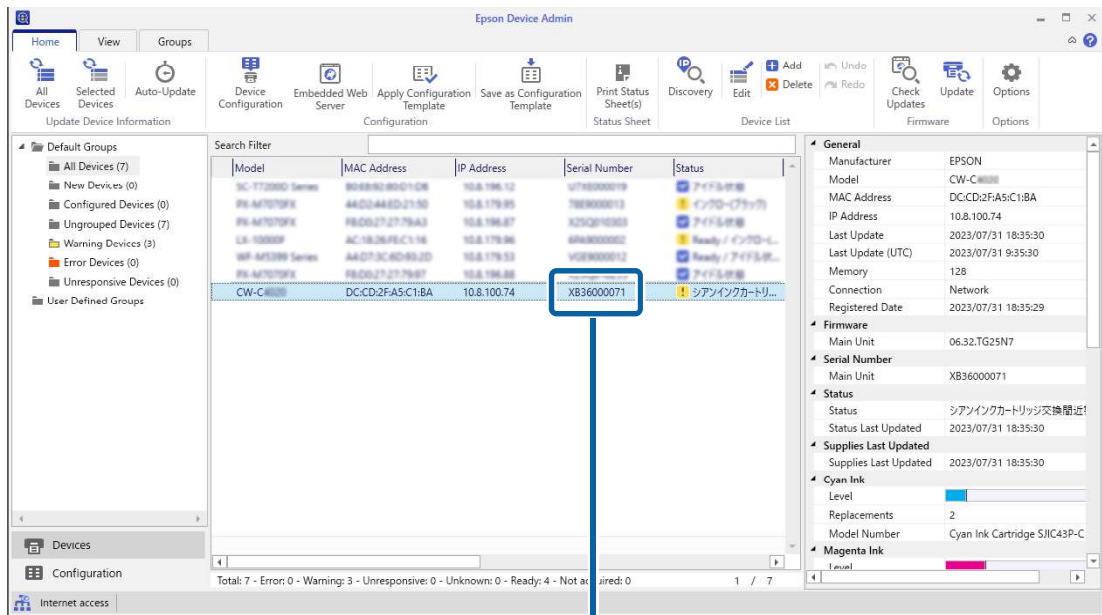 Epson Device Admin
Home View Groups
All Devices
Selected Devices
Auto-Update
Update Device Information
Device Configuration
Embedded Web Server
Apply Configuration Template
Save as Configuration Template
Configuration
Print Status Sheet(s)
Status Sheet
Discovery
Edit
Add
Delete
Undo
Redo
Device List
Check Updates
Update
Firmware
Options
Options
Default Groups
All Devices (7)
New Devices (0)
Configured Devices (0)
Ungrouped Devices (7)
Warning Devices (3)
Error Devices (0)
Unresponsive Devices (0)
User Defined Groups
Devices
Configuration
Search Filter
Model MAC Address IP Address Serial Number Status
CW-C DC:CD:2F:A5:C1:BA 10.8.100.74 XB36000071 シアンインクカートリ...
Total: 7 - Error: 0 - Warning: 3 - Unresponsive: 0 - Unknown: 0 - Ready: 4 - Not acquired: 0 1 / 7
General
Manufacturer EPSON
Model CW-C
MAC Address DC:CD:2F:A5:C1:BA
IP Address 10.8.100.74
Last Update 2023/07/31 18:35:30
Last Update (UTC) 2023/07/31 9:35:30
Memory 128
Connection Network
Registered Date 2023/07/31 18:35:29
Firmware
Main Unit 06.32.TG25N7
Serial Number
Main Unit XB36000071
Status
Status シアンインクカートリッジ交換間近
Status Last Updated 2023/07/31 18:35:30
Supplies Last Updated
Supplies Last Updated 2023/07/31 18:35:30
Cyan Ink
Level
Replacements 2
Model Number Cyan Ink Cartridge SJIC43P-C
Magenta Ink
Level
Internet access